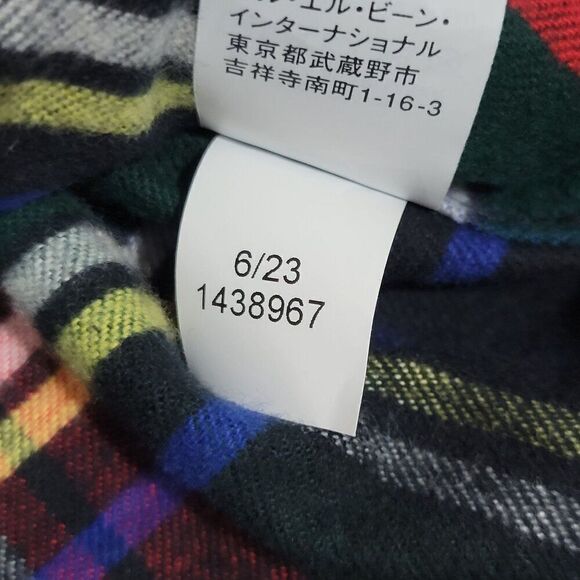 ル・エル・ビーン・
インターナショナル
東京都武蔵野市
吉祥寺南町1-16-3
6/23
1438967